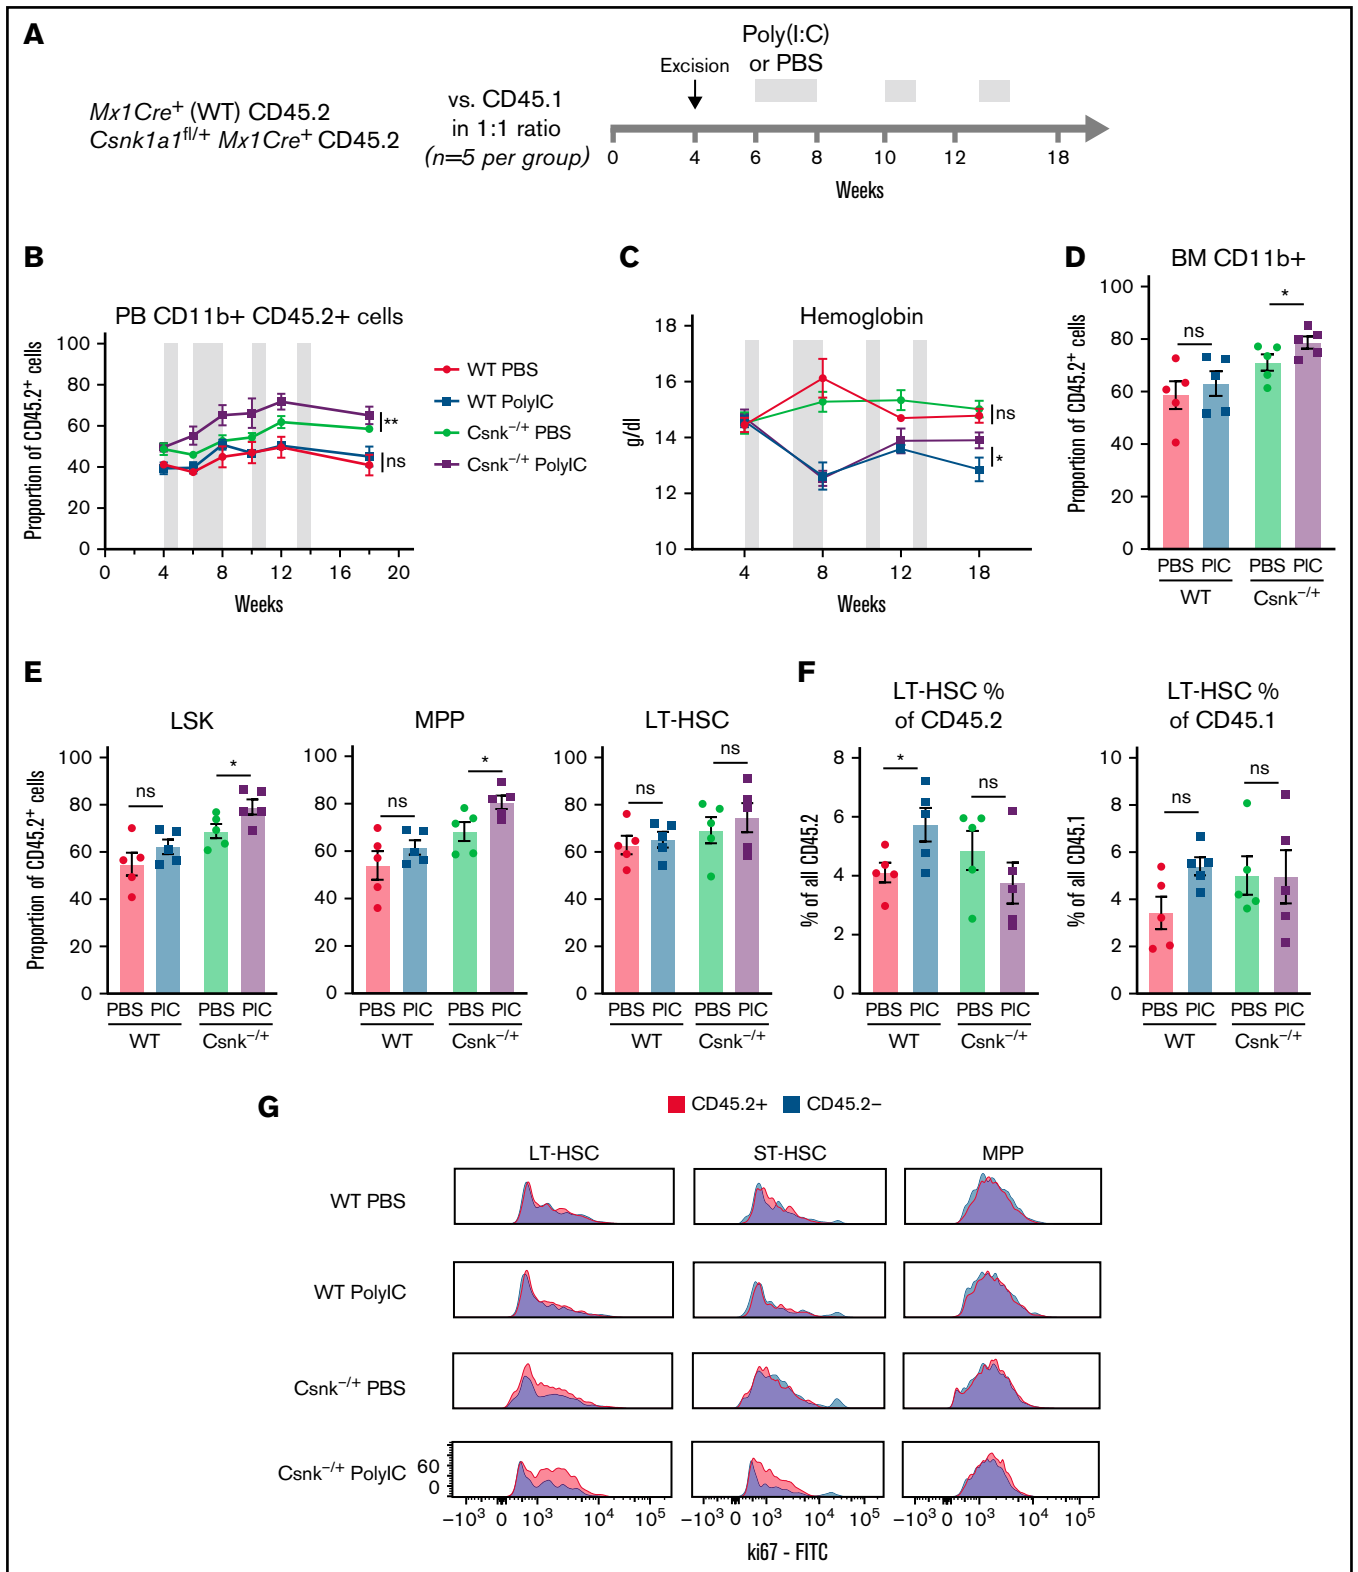 A
Mx1Cre+ (WT) CD45.2
Csnk1a1fl/+ Mx1Cre+ CD45.2
vs. CD45.1
in 1:1 ratio
(n=5 per group)
Excision
Poly(I:C)
or PBS
0 4 6 8 10 12 18
Weeks
B
PB CD11b+ CD45.2+ cells
Proportion of CD45.2+ cells
100
80
60
40
20
0
0 4 8 12 16 20
Weeks
**
ns
WT PBS
WT PolyIC
Csnk−/+ PBS
Csnk−/+ PolyIC
C
Hemoglobin
g/dl
18
16
14
12
10
4 8 12 18
Weeks
ns
*
D
BM CD11b+
Proportion of CD45.2+ cells
100
80
60
40
20
0
ns
*
PBS PIC PBS PIC
WT Csnk−/+
E
LSK
Proportion of CD45.2+ cells
100
80
60
40
20
0
ns
*
PBS PIC PBS PIC
WT Csnk−/+
MPP
100
80
60
40
20
0
ns
*
PBS PIC PBS PIC
WT Csnk−/+
LT-HSC
100
80
60
40
20
0
ns
ns
PBS PIC PBS PIC
WT Csnk−/+
F
LT-HSC %
of CD45.2
% of all CD45.2
8
6
4
2
0
*
ns
PBS PIC PBS PIC
WT Csnk−/+
LT-HSC %
of CD45.1
% of all CD45.1
10
8
6
4
2
0
ns
ns
PBS PIC PBS PIC
WT Csnk−/+
G
CD45.2+ CD45.2−
LT-HSC ST-HSC MPP
WT PBS
WT PolyIC
Csnk−/+ PBS
Csnk−/+ PolyIC
60
0
−10³ 0 10³ 10⁴ 10⁵ −10³ 0 10³ 10⁴ 10⁵ −10³ 0 10³ 10⁴ 10⁵
ki67 - FITC